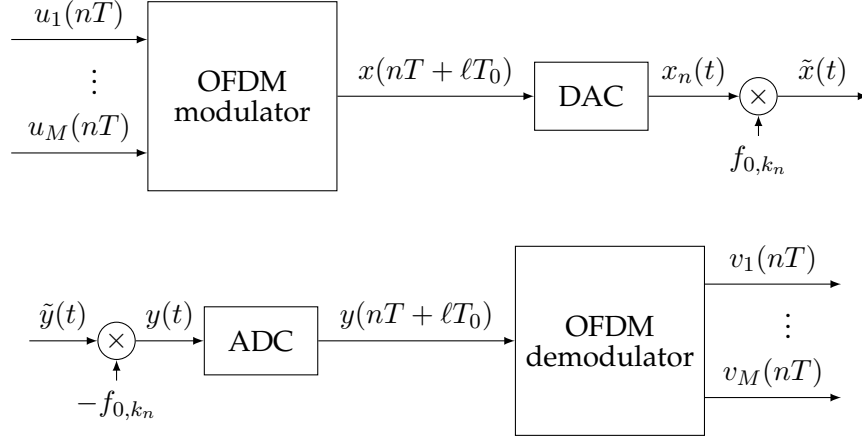 u_1(nT)
⋮
u_M(nT)
OFDM
modulator
x(nT + ℓT_0)
DAC
x_n(t)
×
x̃(t)
f_{0,k_n}
ỹ(t)
×
y(t)
−f_{0,k_n}
ADC
y(nT + ℓT_0)
OFDM
demodulator
v_1(nT)
⋮
v_M(nT)